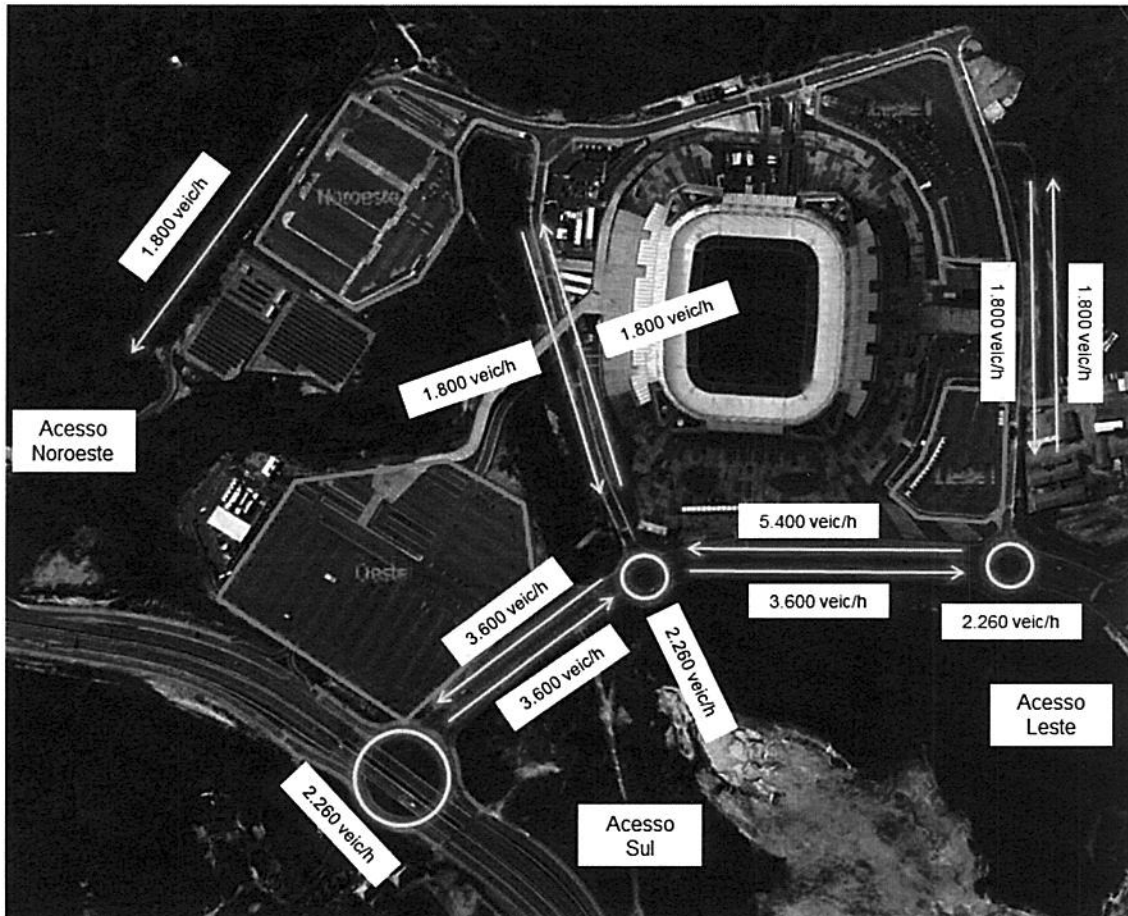 1.800 veic/h
Noroeste
1.800 veic/h
1.800 veic/h
1.800 veic/h
1.800 veic/h
Acesso
Noroeste
5.400 veic/h
Oeste
3.600 veic/h
3.600 veic/h
3.600 veic/h
2.260 veic/h
2.260 veic/h
Acesso
Leste
2.260 veic/h
Acesso
Sul